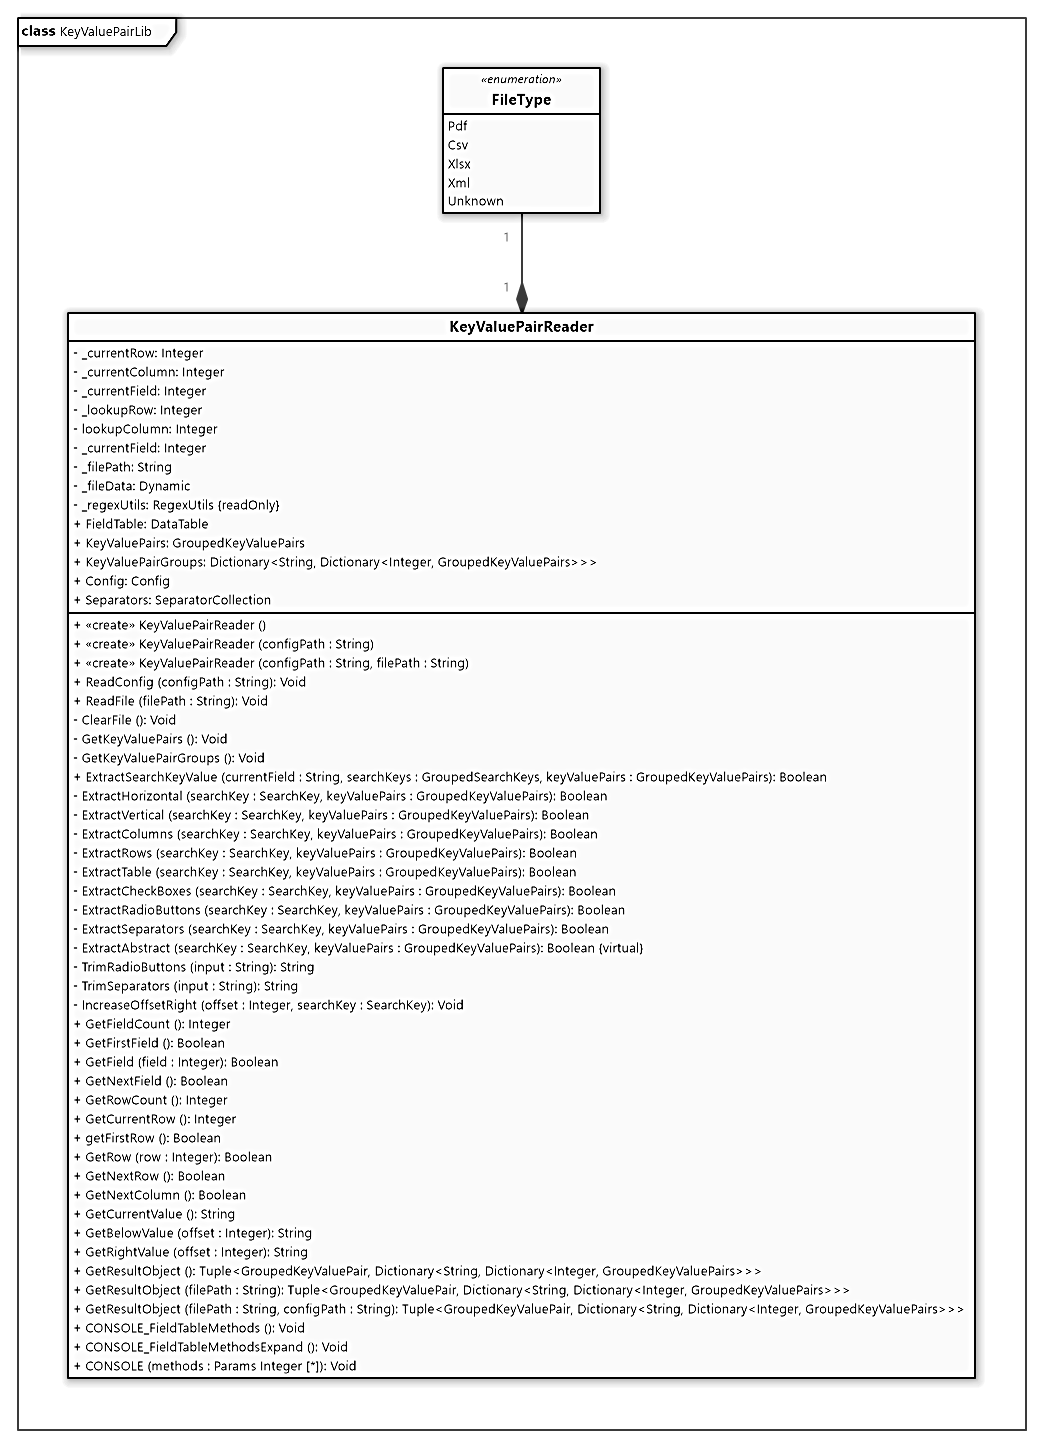 class KeyValuePairLib
«enumeration»
FileType
Pdf
Csv
Xlsx
Xml
Unknown
1
1
KeyValuePairReader
- _currentRow: Integer
- _currentColumn: Integer
- _currentField: Integer
- _lookupRow: Integer
- lookupColumn: Integer
- _currentField: Integer
- _filePath: String
- _fileData: Dynamic
- _regexUtils: RegexUtils {readOnly}
+ FieldTable: DataTable
+ KeyValuePairs: GroupedKeyValuePairs
+ KeyValuePairGroups: Dictionary<String, Dictionary<Integer, GroupedKeyValuePairs>>>
+ Config: Config
+ Separators: SeparatorCollection
+ «create» KeyValuePairReader ()
+ «create» KeyValuePairReader (configPath : String)
+ «create» KeyValuePairReader (configPath : String, filePath : String)
+ ReadConfig (configPath : String): Void
+ ReadFile (filePath : String): Void
- ClearFile (): Void
- GetKeyValuePairs (): Void
- GetKeyValuePairGroups (): Void
+ ExtractSearchKeyValue (currentField : String, searchKeys : GroupedSearchKeys, keyValuePairs : GroupedKeyValuePairs): Boolean
- ExtractHorizontal (searchKey : SearchKey, keyValuePairs : GroupedKeyValuePairs): Boolean
- ExtractVertical (searchKey : SearchKey, keyValuePairs : GroupedKeyValuePairs): Boolean
- ExtractColumns (searchKey : SearchKey, keyValuePairs : GroupedKeyValuePairs): Boolean
- ExtractRows (searchKey : SearchKey, keyValuePairs : GroupedKeyValuePairs): Boolean
- ExtractTable (searchKey : SearchKey, keyValuePairs : GroupedKeyValuePairs): Boolean
- ExtractCheckBoxes (searchKey : SearchKey, keyValuePairs : GroupedKeyValuePairs): Boolean
- ExtractRadioButtons (searchKey : SearchKey, keyValuePairs : GroupedKeyValuePairs): Boolean
- ExtractSeparators (searchKey : SearchKey, keyValuePairs : GroupedKeyValuePairs): Boolean
- ExtractAbstract (searchKey : SearchKey, keyValuePairs : GroupedKeyValuePairs): Boolean {virtual}
- TrimRadioButtons (input : String): String
- TrimSeparators (input : String): String
- IncreaseOffsetRight (offset : Integer, searchKey : SearchKey): Void
+ GetFieldCount (): Integer
+ GetFirstField (): Boolean
+ GetField (field : Integer): Boolean
+ GetNextField (): Boolean
+ GetRowCount (): Integer
+ GetCurrentRow (): Integer
+ getFirstRow (): Boolean
+ GetRow (row : Integer): Boolean
+ GetNextRow (): Boolean
+ GetNextColumn (): Boolean
+ GetCurrentValue (): String
+ GetBelowValue (offset : Integer): String
+ GetRightValue (offset : Integer): String
+ GetResultObject (): Tuple<GroupedKeyValuePair, Dictionary<String, Dictionary<Integer, GroupedKeyValuePairs>>>
+ GetResultObject (filePath : String): Tuple<GroupedKeyValuePair, Dictionary<String, Dictionary<Integer, GroupedKeyValuePairs>>>
+ GetResultObject (filePath : String, configPath : String): Tuple<GroupedKeyValuePair, Dictionary<String, Dictionary<Integer, GroupedKeyValuePairs>>>
+ CONSOLE_FieldTableMethods (): Void
+ CONSOLE_FieldTableMethodsExpand (): Void
+ CONSOLE (methods : Params Integer [*]): Void